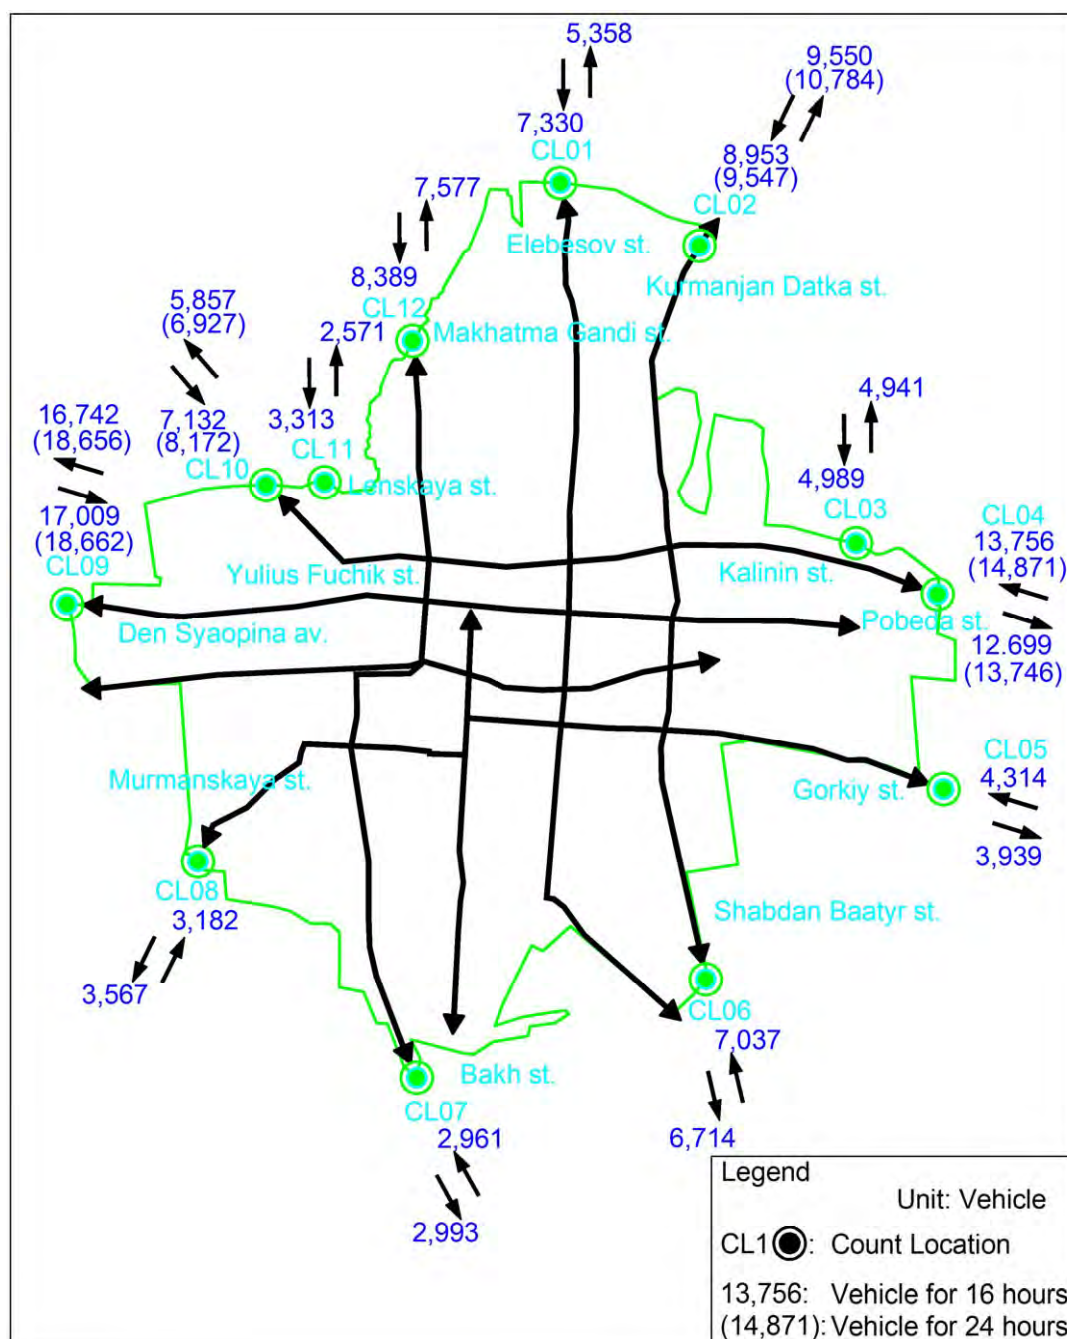 5,358
9,550
(10,784)
7,330
CL01
8,953
(9,547)
7,577
CL02
Elebesov st.
8,389
Kurmanjan Datka st.
5,857
(6,927)
CL12
2,571
Makhatma Gandi st.
4,941
16,742
(18,656)
7,132
(8,172)
3,313
CL11
CL10
Lenskaya st.
4,989
CL03
CL04
13,756
(14,871)
17,009
(18,662)
CL09
Yulius Fuchik st.
Kalinin st.
Den Syaopina av.
Pobeda st.
12.699
(13,746)
Murmanskaya st.
CL05
4,314
Gorkiy st.
3,939
CL08
3,182
Shabdan Baatyr st.
3,567
CL06
7,037
Bakh st.
CL07
2,961
6,714
2,993
Legend
Unit: Vehicle
CL1 : Count Location
13,756: Vehicle for 16 hours
(14,871): Vehicle for 24 hours